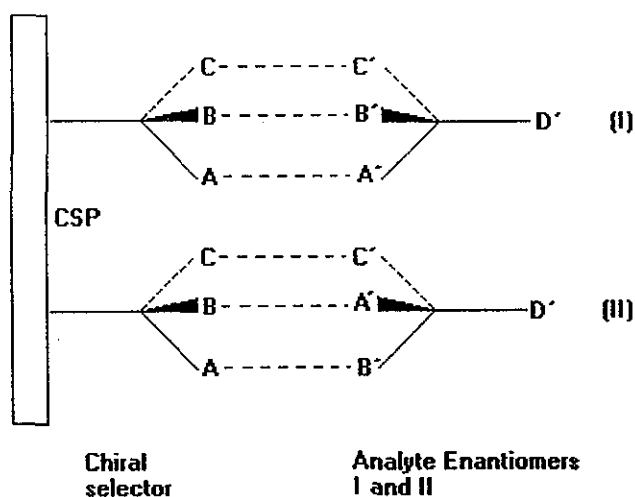 C C´
B B´ D´ (I)
A A´
CSP
C C´
B A´ D´ (II)
A B´
Chiral Analyte Enantiomers
selector I and II